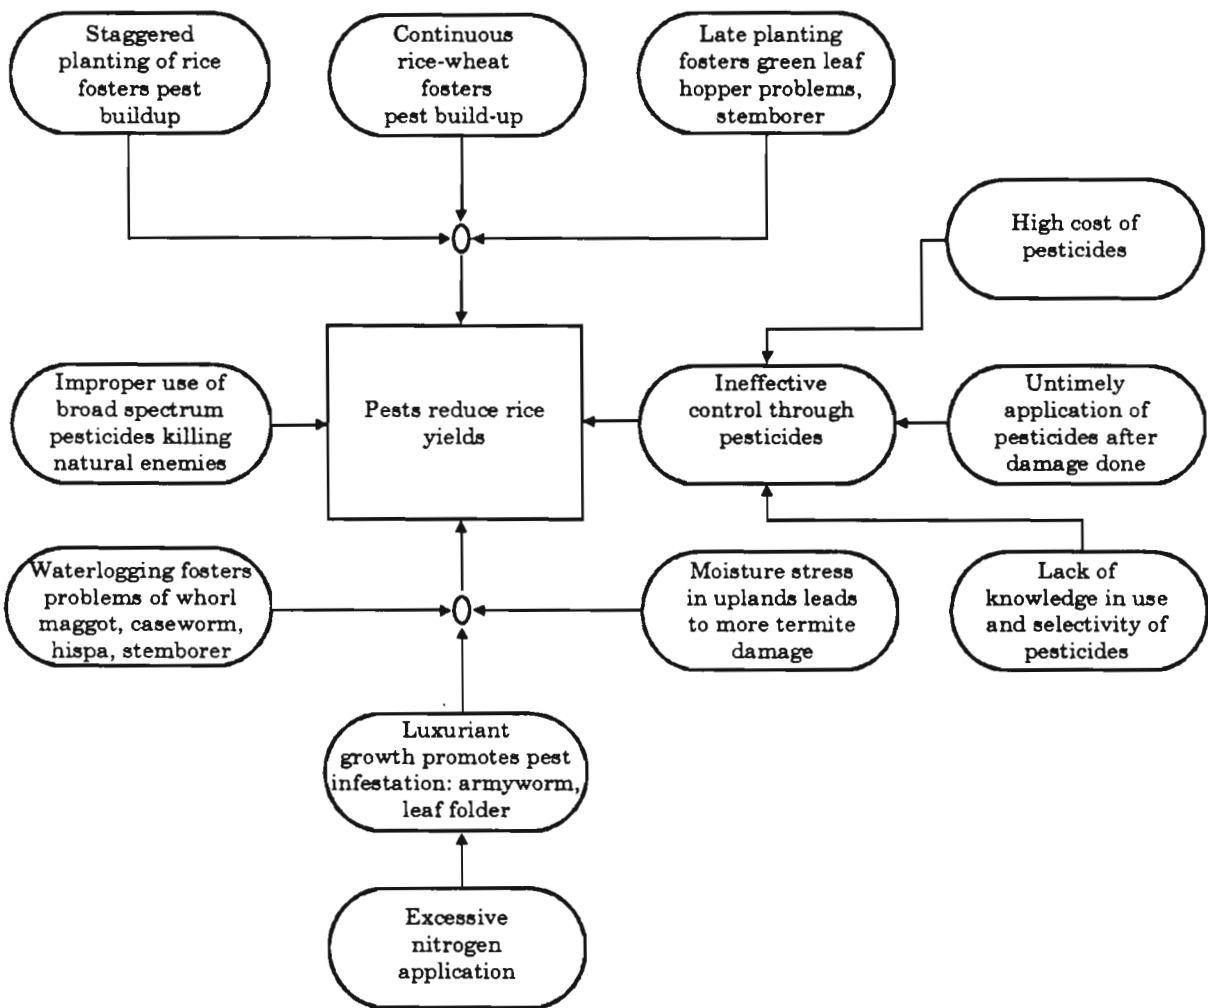 Staggered
planting of rice
fosters pest
buildup
Continuous
rice-wheat
fosters
pest build-up
Late planting
fosters green leaf
hopper problems,
stemborer
High cost of
pesticides
Improper use of
broad spectrum
pesticides killing
natural enemies
Pests reduce rice
yields
Ineffective
control through
pesticides
Untimely
application of
pesticides after
damage done
Waterlogging fosters
problems of whorl
maggot, caseworm,
hispa, stemborer
Moisture stress
in uplands leads
to more termite
damage
Lack of
knowledge in use
and selectivity of
pesticides
Luxuriant
growth promotes pest
infestation: armyworm,
leaf folder
Excessive
nitrogen
application